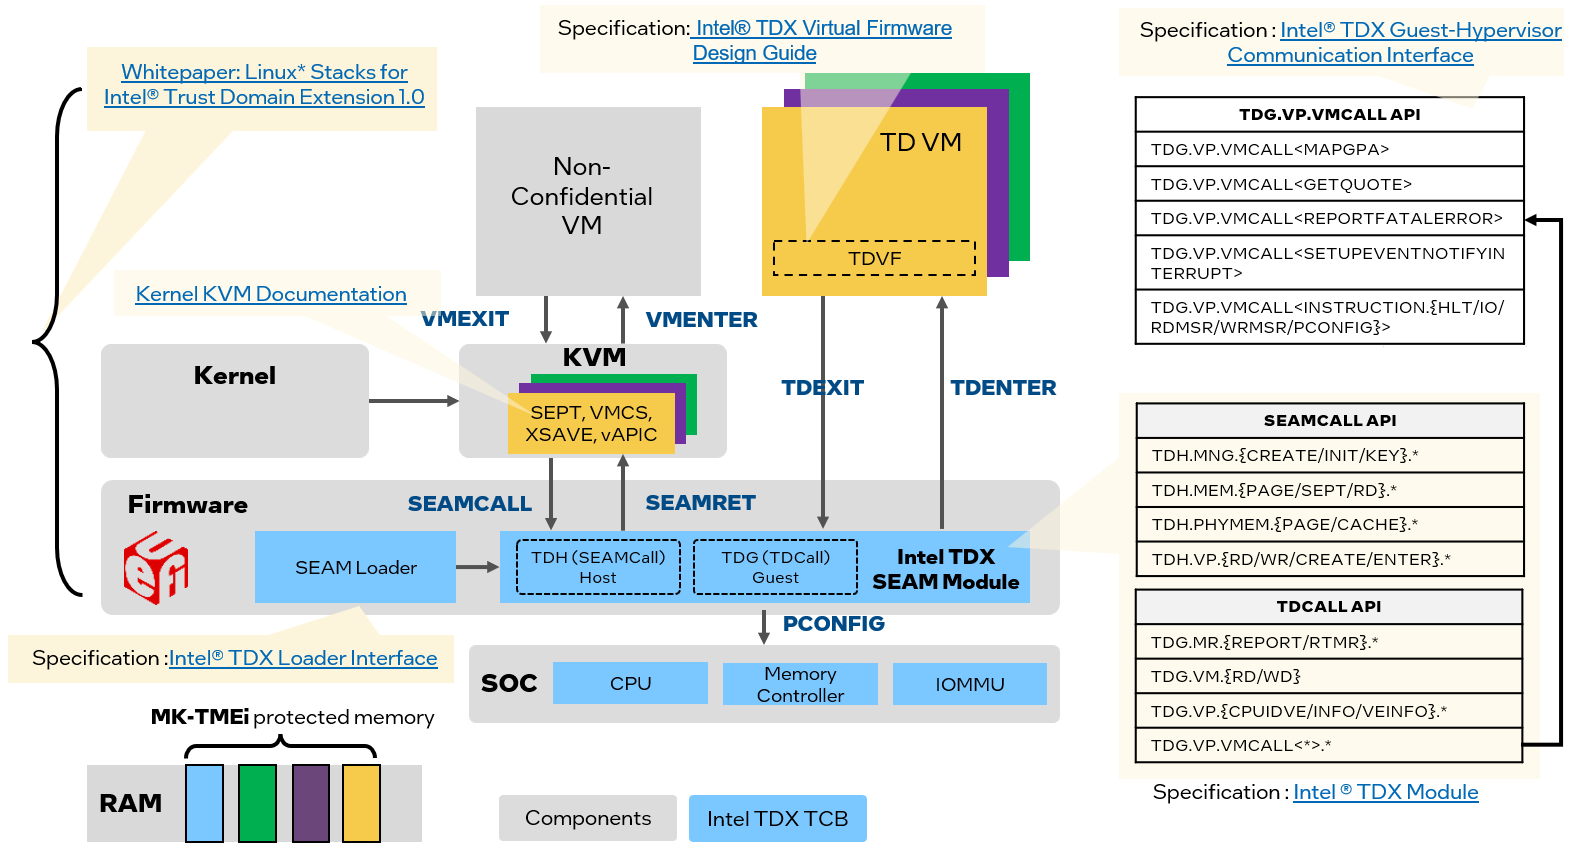 Specification: Intel® TDX Virtual Firmware
Design Guide
Specification : Intel® TDX Guest-Hypervisor
Communication Interface
Whitepaper: Linux* Stacks for
Intel® Trust Domain Extension 1.0
Non-
Confidential
VM
TD VM
TDVF
TDG.VP.VMCALL API
TDG.VP.VMCALL<MAPGPA>
TDG.VP.VMCALL<GETQUOTE>
TDG.VP.VMCALL<REPORTFATALERROR>
TDG.VP.VMCALL<SETUPEVENTNOTIFYIN
TERRUPT>
TDG.VP.VMCALL<INSTRUCTION.{HLT/IO/
RDMSR/WRMSR/PCONFIG}>
Kernel KVM Documentation
VMEXIT
VMENTER
Kernel
KVM
SEPT, VMCS,
XSAVE, vAPIC
TDEXIT
TDENTER
SEAMCALL API
TDH.MNG.{CREATE/INIT/KEY}.*
TDH.MEM.{PAGE/SEPT/RD}.*
TDH.PHYMEM.{PAGE/CACHE}.*
TDH.VP.{RD/WR/CREATE/ENTER}.*
Firmware
SEAMCALL
SEAMRET
UEFI
SEAM Loader
TDH (SEAMCall)
Host
TDG (TDCall)
Guest
Intel TDX
SEAM Module
TDCALL API
TDG.MR.{REPORT/RTMR}.*
TDG.VM.{RD/WD}
TDG.VP.{CPUIDVE/INFO/VEINFO}.*
TDG.VP.VMCALL<*>.*
Specification : Intel ® TDX Module
PCONFIG
Specification :Intel® TDX Loader Interface
SOC
CPU
Memory
Controller
IOMMU
MK-TMEi protected memory
RAM
Components
Intel TDX TCB